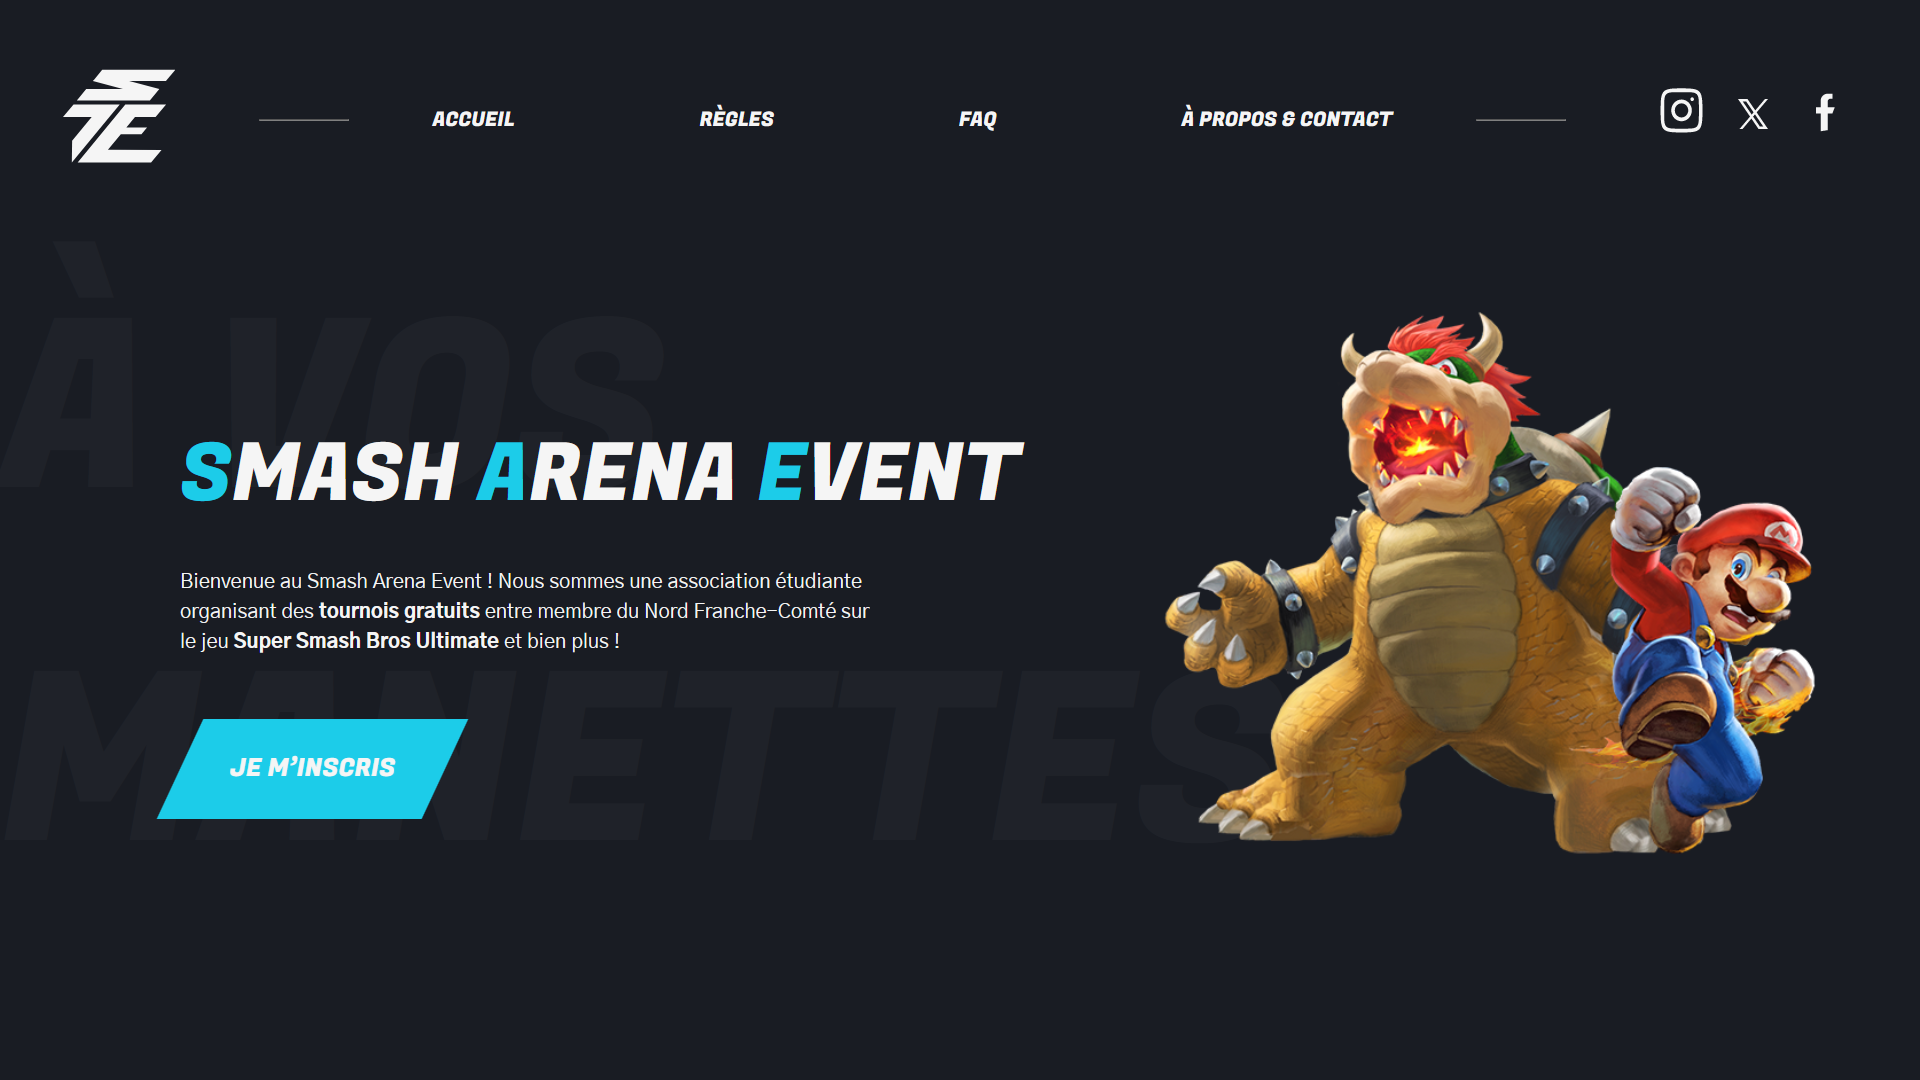 STE
ACCUEIL
RÈGLES
FAQ
À PROPOS & CONTACT
À VOS
SMASH ARENA EVENT
Bienvenue au Smash Arena Event ! Nous sommes une association étudiante
organisant des tournois gratuits entre membre du Nord Franche-Comté sur
le jeu Super Smash Bros Ultimate et bien plus !
MANETTES
JE M’INSCRIS